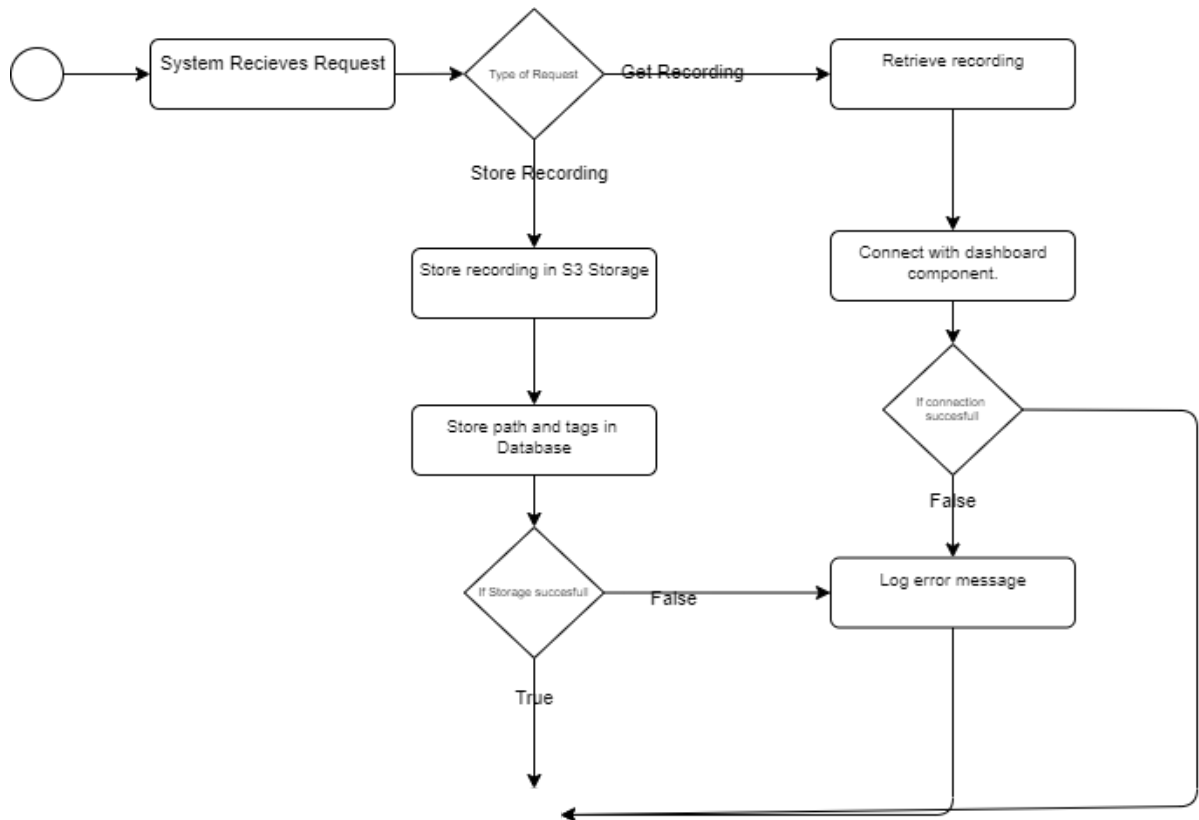 System Recieves Request
Type of Request
Get Recording
Retrieve recording
Store Recording
Store recording in S3 Storage
Connect with dashboard
component.
Store path and tags in
Database
If connection
succesfull
False
If Storage succesfull
False
Log error message
True